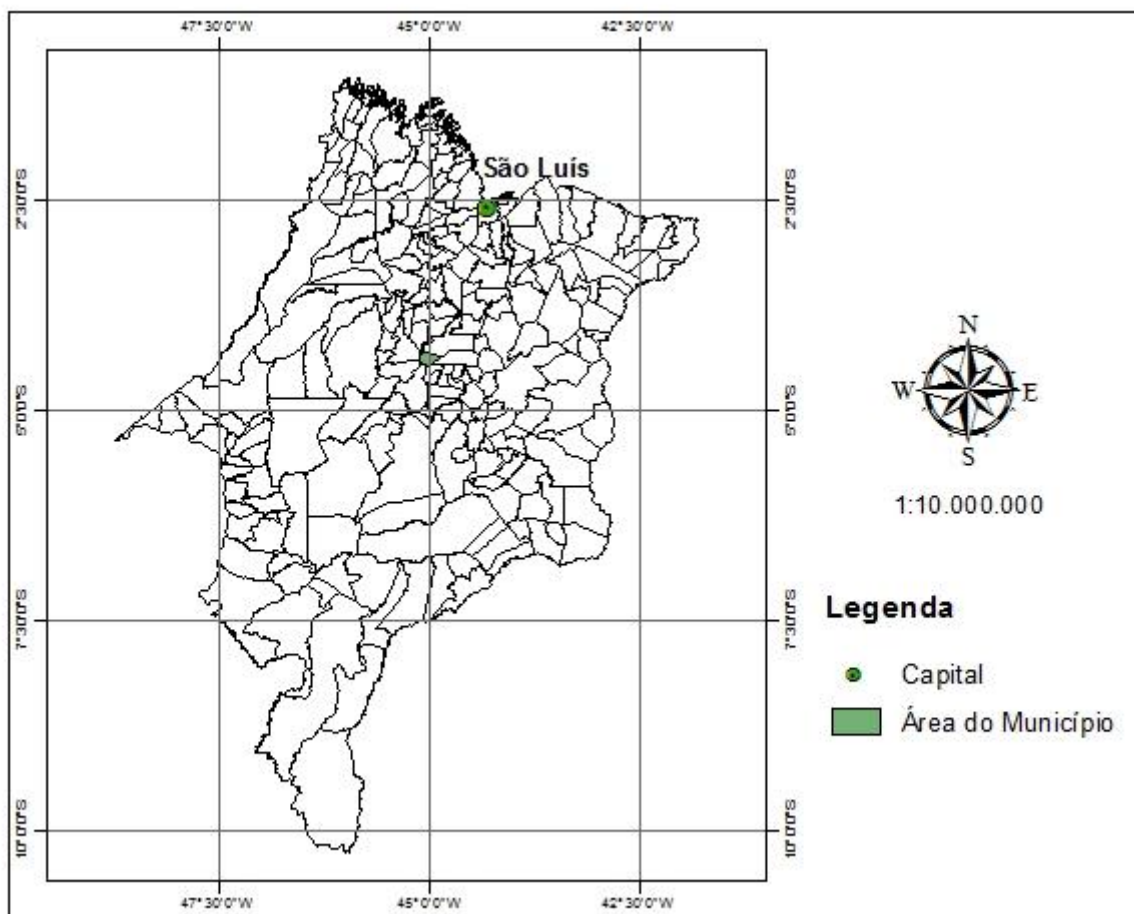 47°30'0"W 45°0'0"W 42°30'0"W
São Luís
2°30'0"S 2°30'0"S
N
W E
S
5°0'0"S 5°0'0"S
1:10.000.000
Legenda
7°30'0"S 7°30'0"S
Capital
Área do Município
10°0'0"S 10°0'0"S
47°30'0"W 45°0'0"W 42°30'0"W